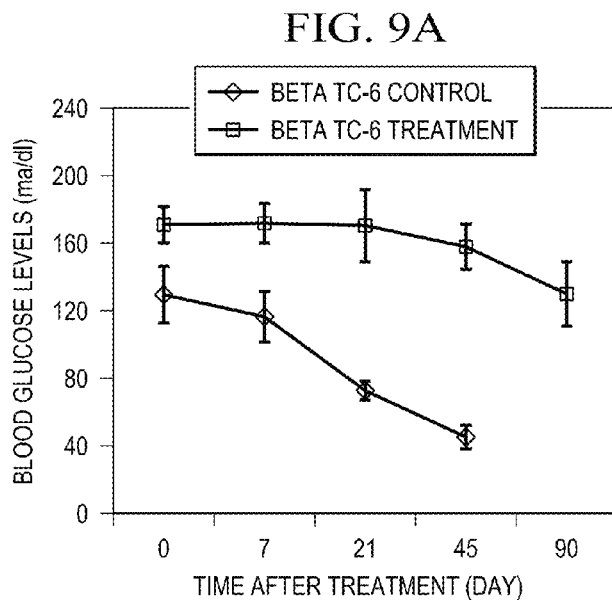 FIG. 9A
BETA TC-6 CONTROL
BETA TC-6 TREATMENT
BLOOD GLUCOSE LEVELS (ma/dl)
240
200
160
120
80
40
0
0 7 21 45 90
TIME AFTER TREATMENT (DAY)